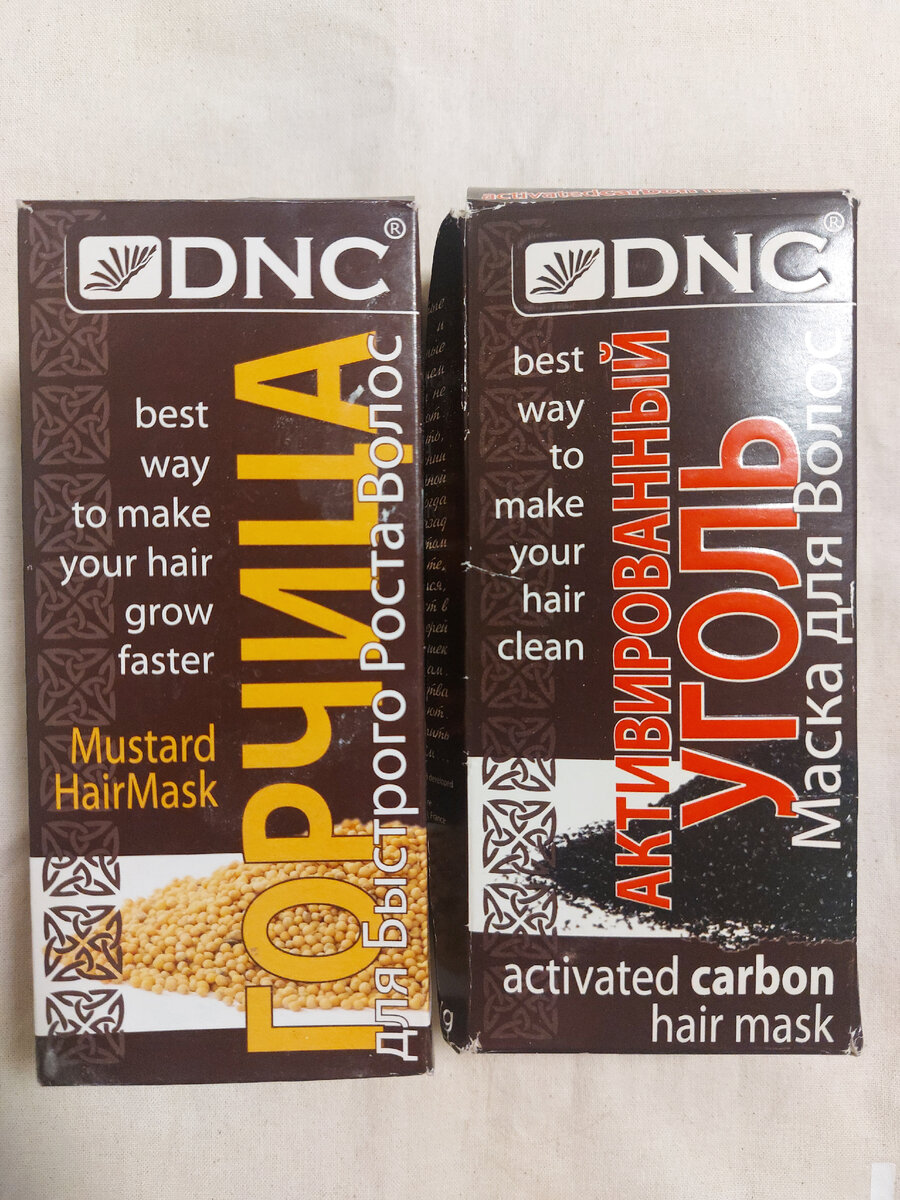 DNC®
best
way
to make
your hair
grow
faster
Mustard
HairMask
ГОРЧИЦА
для Быстрого Роста Волос
DNC®
best
way
to
make
your
hair
clean
АКТИВИРОВАННЫЙ
УГОЛЬ
Маска для Волос
activated carbon
hair mask